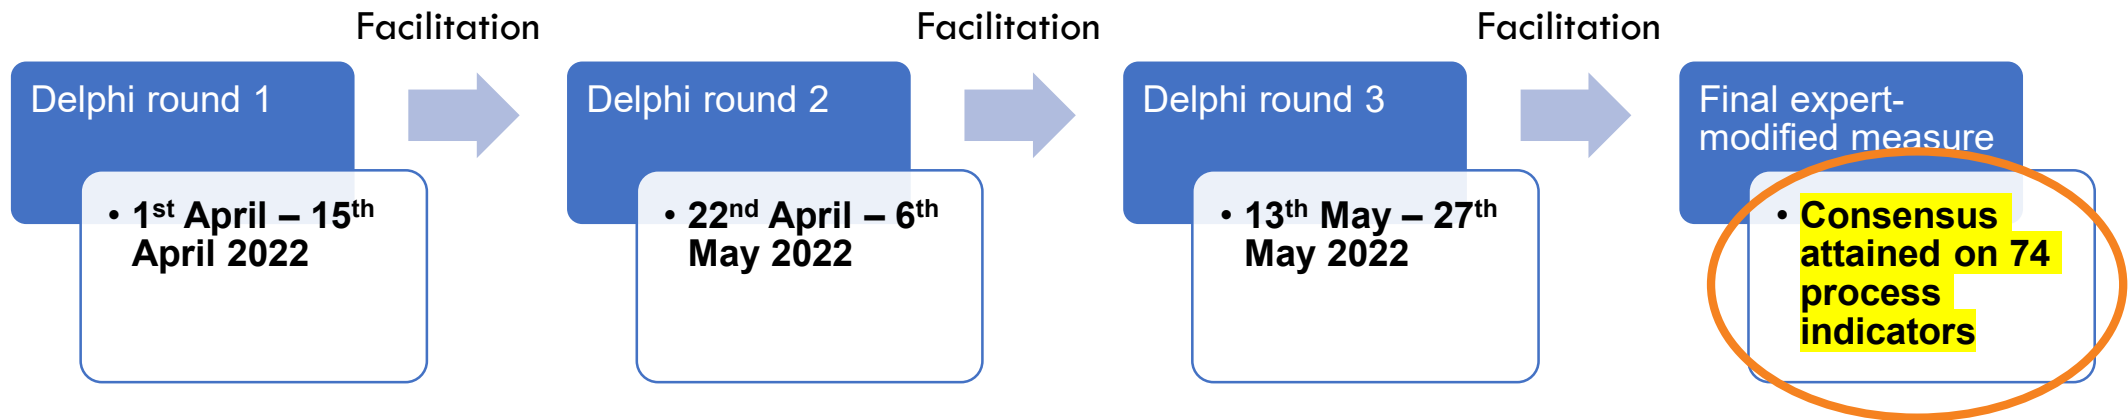 Facilitation
Facilitation
Facilitation
Delphi round 1
• 1st April – 15th
April 2022
Delphi round 2
• 22nd April – 6th
May 2022
Delphi round 3
• 13th May – 27th
May 2022
Final expert-
modified measure
• Consensus
attained on 74
process
indicators